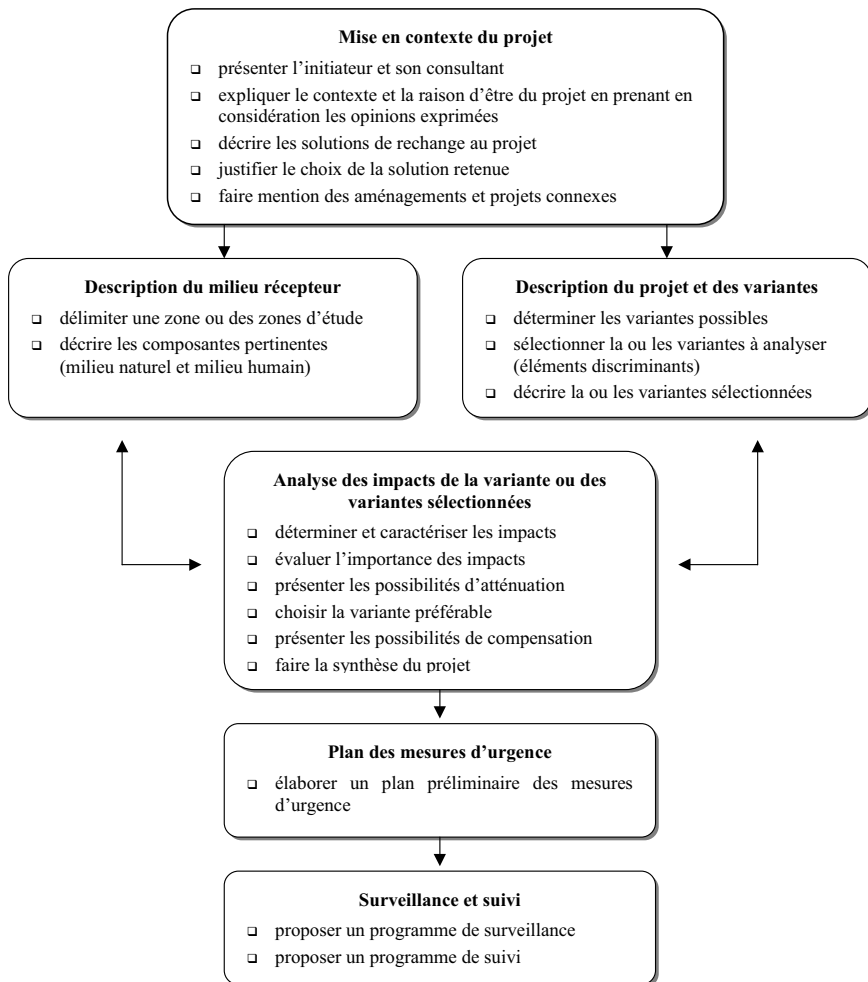 Mise en contexte du projet
❑ présenter l’initiateur et son consultant
❑ expliquer le contexte et la raison d’être du projet en prenant en
considération les opinions exprimées
❑ décrire les solutions de rechange au projet
❑ justifier le choix de la solution retenue
❑ faire mention des aménagements et projets connexes
Description du milieu récepteur
❑ délimiter une zone ou des zones d’étude
❑ décrire les composantes pertinentes
(milieu naturel et milieu humain)
Description du projet et des variantes
❑ déterminer les variantes possibles
❑ sélectionner la ou les variantes à analyser
(éléments discriminants)
❑ décrire la ou les variantes sélectionnées
Analyse des impacts de la variante ou des
variantes sélectionnées
❑ déterminer et caractériser les impacts
❑ évaluer l’importance des impacts
❑ présenter les possibilités d’atténuation
❑ choisir la variante préférable
❑ présenter les possibilités de compensation
❑ faire la synthèse du projet
Plan des mesures d’urgence
❑ élaborer un plan préliminaire des mesures
d’urgence
Surveillance et suivi
❑ proposer un programme de surveillance
❑ proposer un programme de suivi